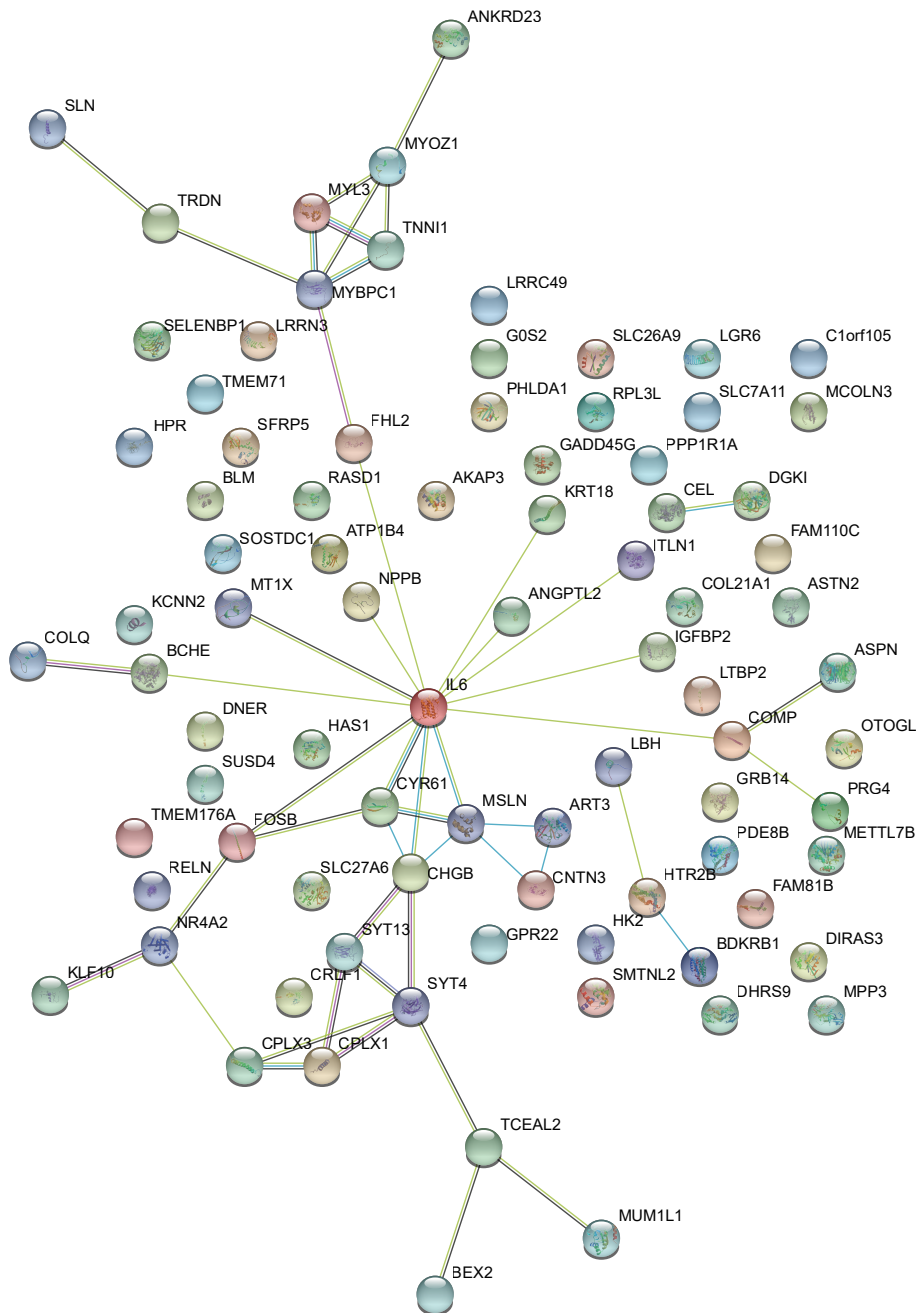 ANKRD23
SLN
MYOZ1
MYL3
TRDN
TNNI1
MYBPC1
LRRC49
SELENBP1
LRRN3
G0S2
SLC26A9
LGR6
C1orf105
TMEM71
PHLDA1
RPL3L
SLC7A11
MCOLN3
HPR
SFRP5
FHL2
GADD45G
PPP1R1A
BLM
RASD1
AKAP3
KRT18
CEL
DGKI
SOSTDC1
ATP1B4
ITLN1
FAM110C
MT1X
NPPB
ANGPTL2
COL21A1
ASTN2
KCNN2
IGFBP2
COLQ
BCHE
ASPN
IL6
LTBP2
COMP
DNER
HAS1
OTOGL
LBH
SUSD4
CYR61
MSLN
ART3
GRB14
PRG4
TMEM176A
FOSB
PDE8B
METTL7B
RELN
SLC27A6
CHGB
CNTN3
HTR2B
FAM81B
NR4A2
SYT13
GPR22
HK2
BDKRB1
DIRAS3
KLF10
CRLF1
SYT4
SMTNL2
DHRS9
MPP3
CPLX3
CPLX1
TCEAL2
MUM1L1
BEX2